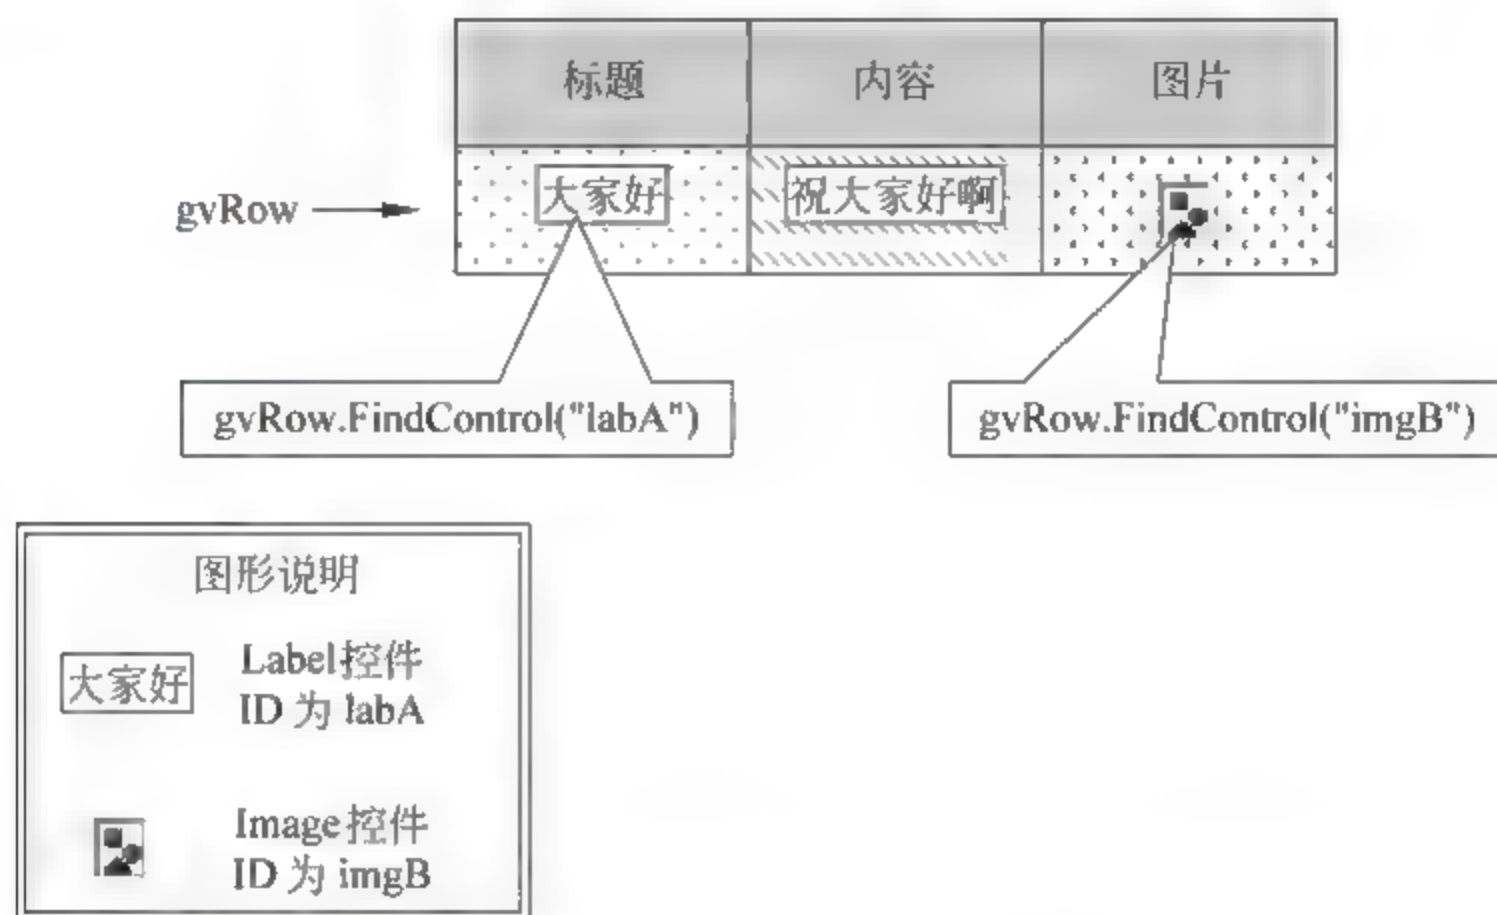 标题 内容 图片
gvRow 大家好 祝大家好啊
gvRow.FindControl("labA") gvRow.FindControl("imgB")
图形说明
大家好 Label控件
ID 为 labA
Image控件
ID 为 imgB